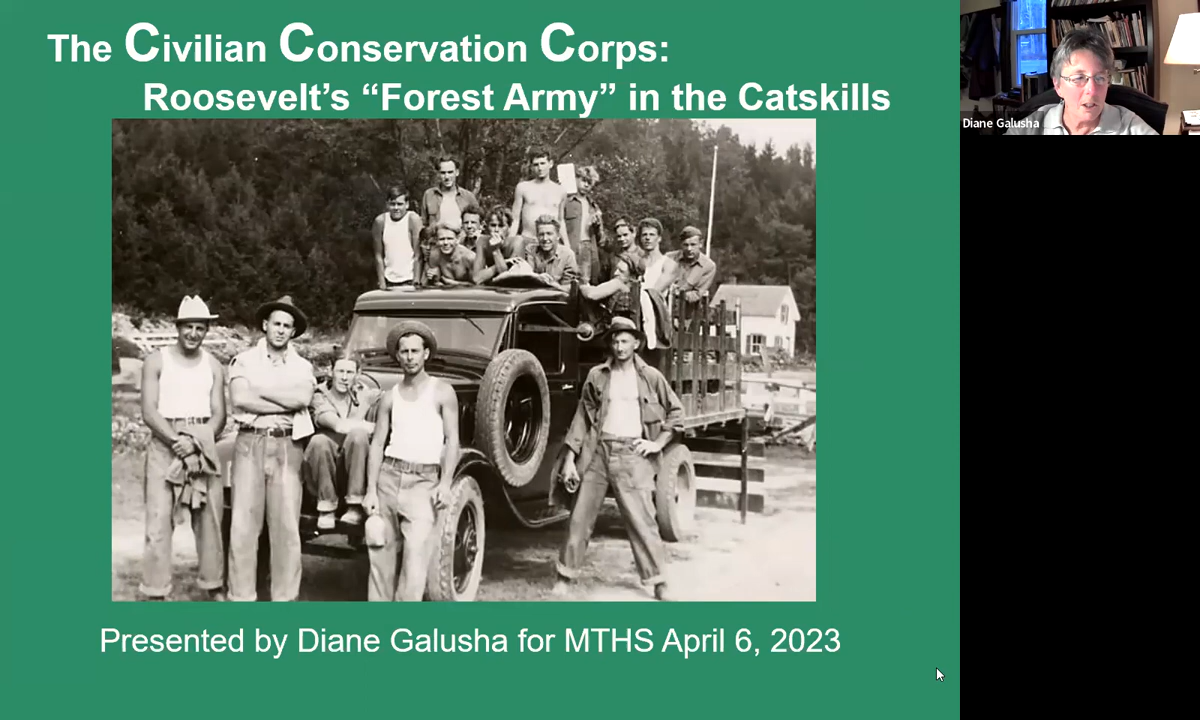 The Civilian Conservation Corps:
Roosevelt’s “Forest Army” in the Catskills
Diane Galusha
Presented by Diane Galusha for MTHS April 6, 2023